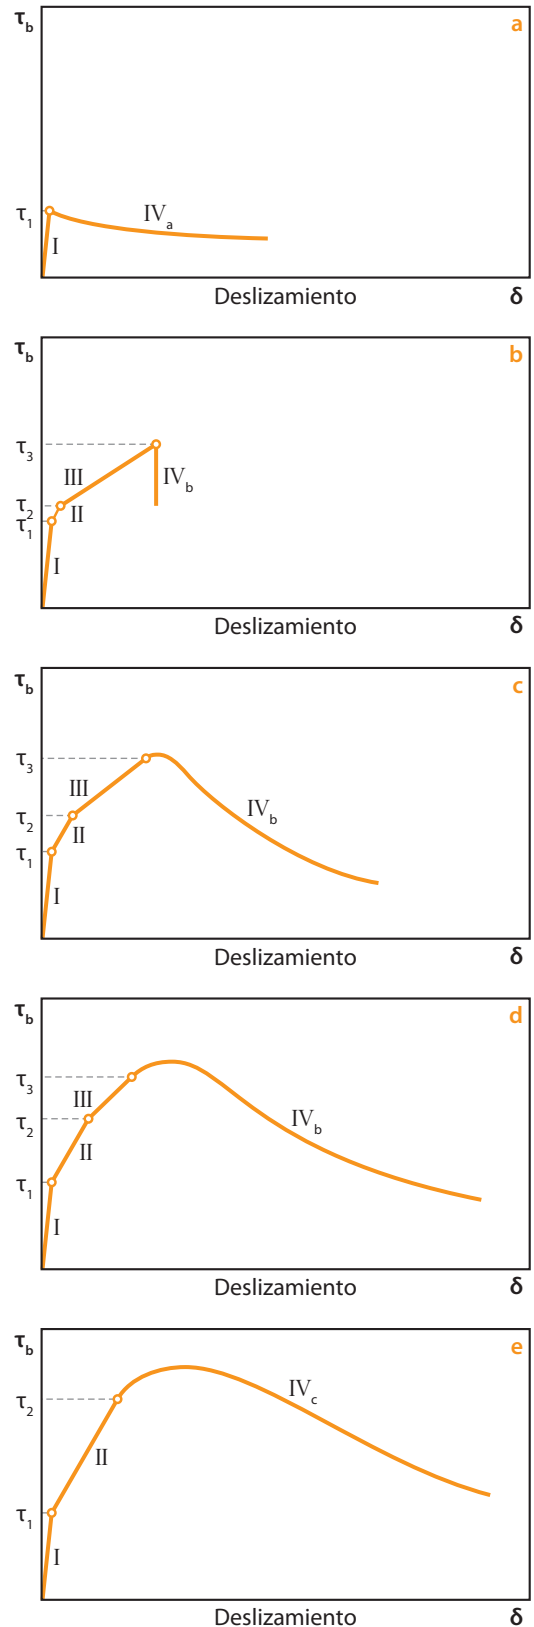 τb a
τ1
IVa
I
Deslizamiento δ
τb b
τ3
III
IVb
τ2
II
τ1
I
Deslizamiento δ
τb c
τ3
III
IVb
τ2
II
τ1
I
Deslizamiento δ
τb d
τ3
III
τ2
IVb
II
τ1
I
Deslizamiento δ
τb e
IVc
τ2
II
τ1
I
Deslizamiento δ